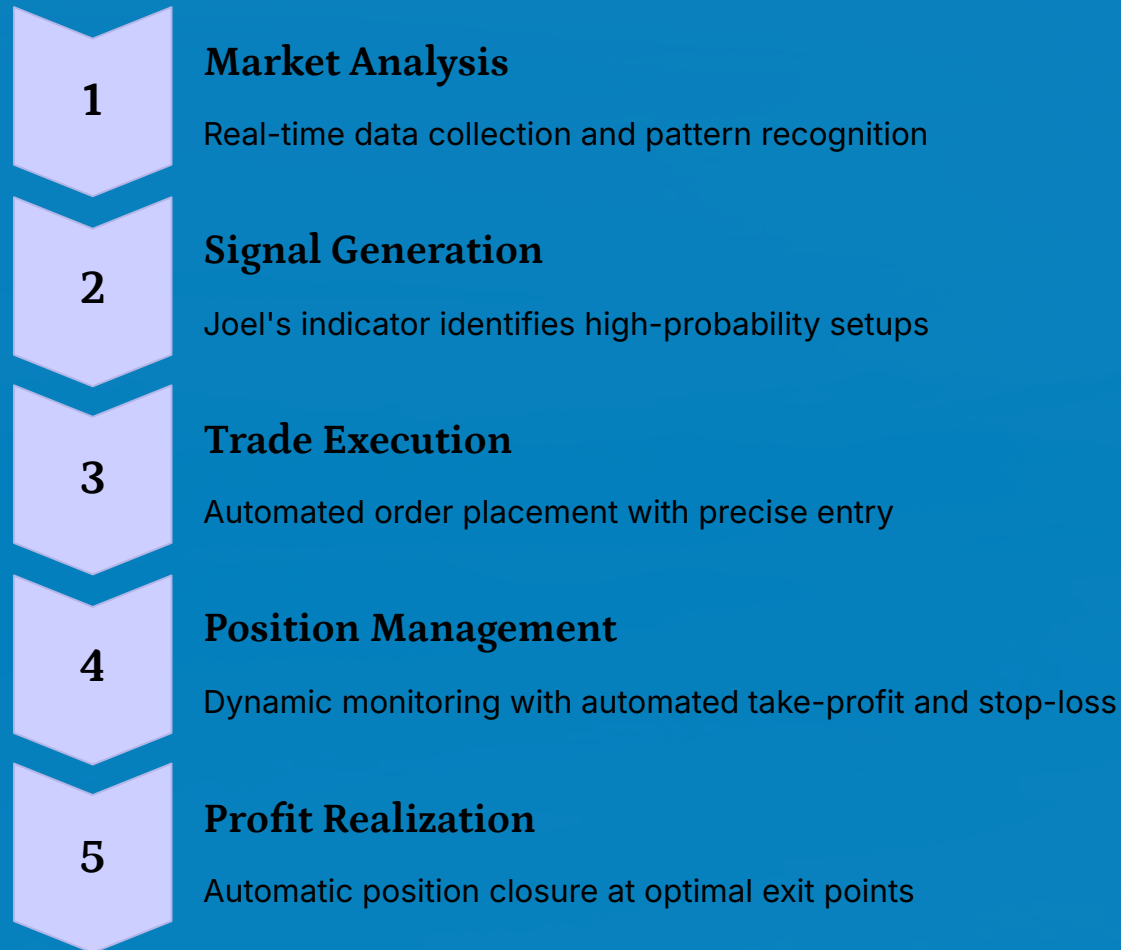 1
Market Analysis
Real-time data collection and pattern recognition
2
Signal Generation
Joel's indicator identifies high-probability setups
3
Trade Execution
Automated order placement with precise entry
4
Position Management
Dynamic monitoring with automated take-profit and stop-loss
5
Profit Realization
Automatic position closure at optimal exit points